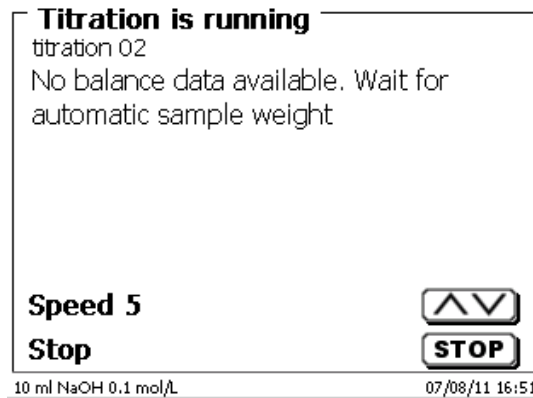 Titration is running
titration 02
No balance data available. Wait for
automatic sample weight
Speed 5
Stop STOP
10 ml NaOH 0.1 mol/L 07/08/11 16:51